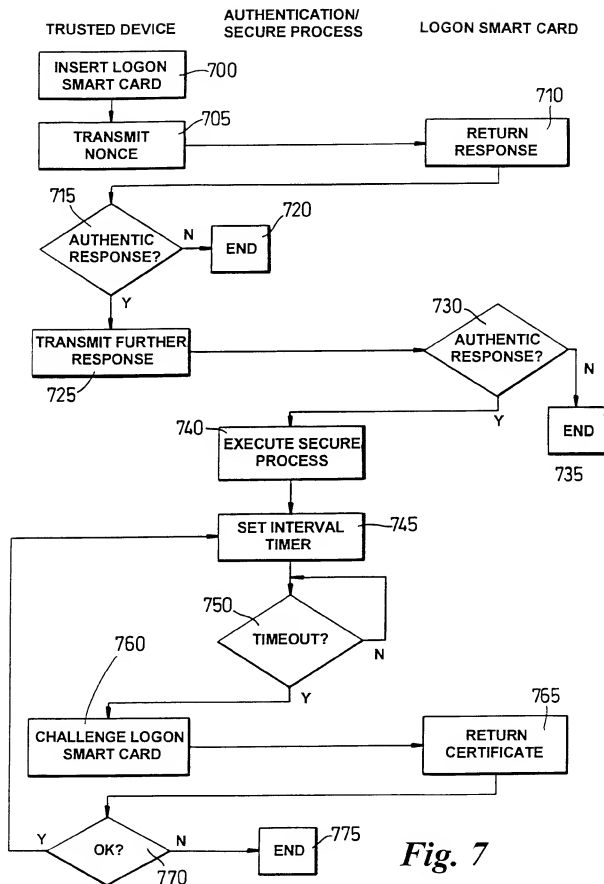 TRUSTED DEVICE
AUTHENTICATION/
SECURE PROCESS
LOGON SMART CARD
INSERT LOGON
SMART CARD
700
TRANSMIT
NONCE
705
RETURN
RESPONSE
710
715
AUTHENTIC
RESPONSE?
N
END
720
Y
TRANSMIT FURTHER
RESPONSE
725
730
AUTHENTIC
RESPONSE?
N
END
735
Y
740
EXECUTE SECURE
PROCESS
SET INTERVAL
TIMER
745
750
TIMEOUT?
N
Y
760
CHALLENGE LOGON
SMART CARD
765
RETURN
CERTIFICATE
Y
OK?
N
770
END
775
Fig. 7